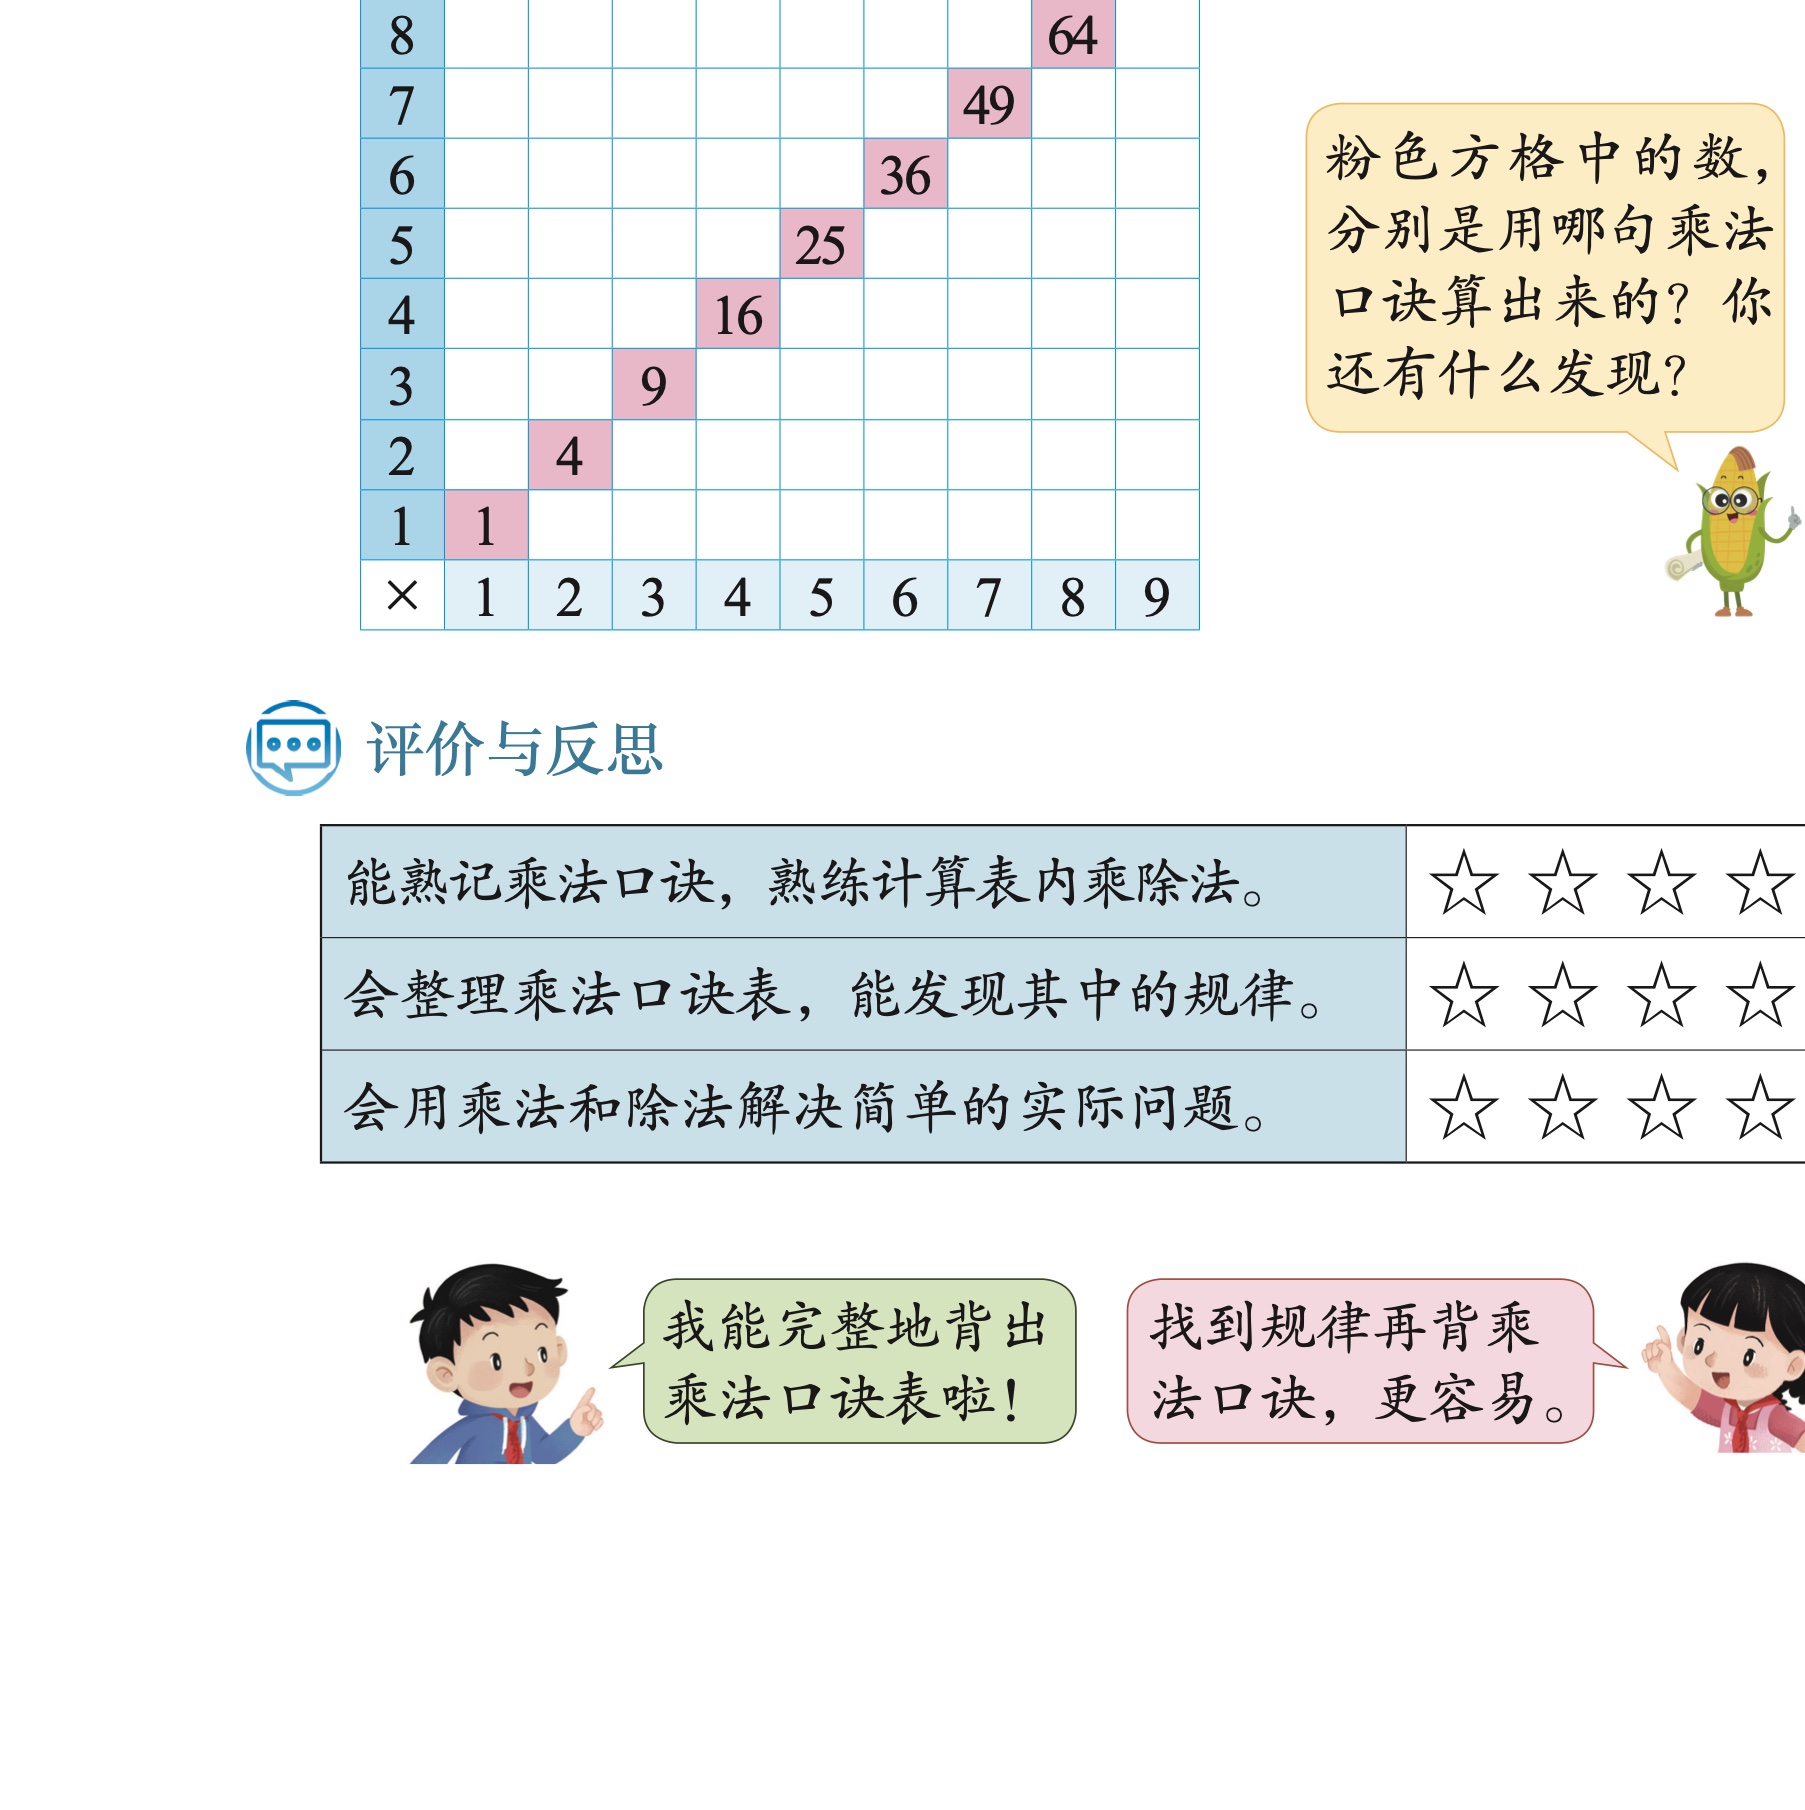 8 64
7 49
6 36
5 25
4 16
3 9
2 4
1 1
× 1 2 3 4 5 6 7 8 9
粉色方格中的数，
分别是用哪句乘法
口诀算出来的？你
还有什么发现？
评价与反思
能熟记乘法口诀，熟练计算表内乘除法。
☆ ☆ ☆ ☆
会整理乘法口诀表，能发现其中的规律。
☆ ☆ ☆ ☆
会用乘法和除法解决简单的实际问题。
☆ ☆ ☆ ☆
我能完整地背出
乘法口诀表啦！
找到规律再背乘
法口诀，更容易。